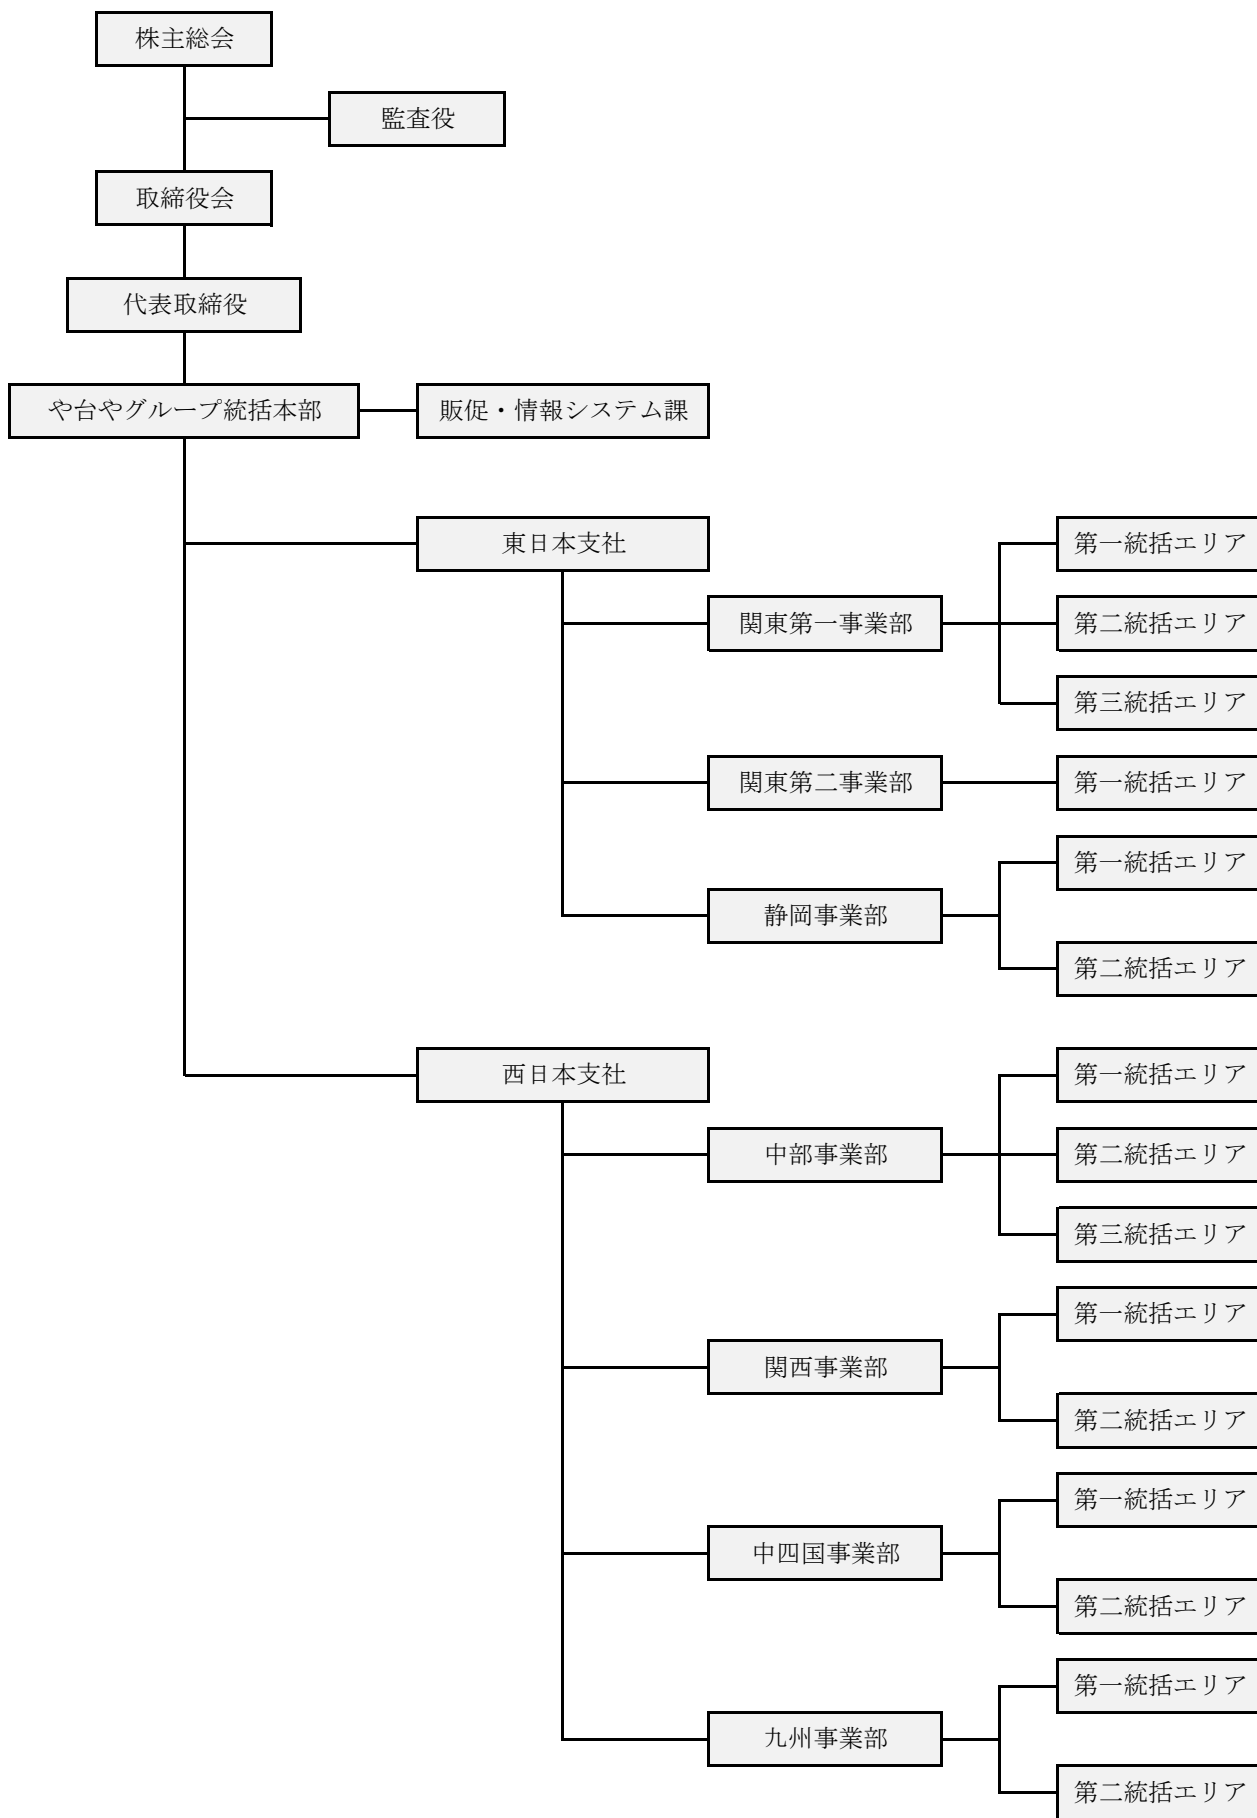 株主総会
監査役
取締役会
代表取締役
や台やグループ統括本部
販促・情報システム課
東日本支社
第一統括エリア
関東第一事業部
第二統括エリア
第三統括エリア
関東第二事業部
第一統括エリア
第一統括エリア
静岡事業部
第二統括エリア
西日本支社
第一統括エリア
中部事業部
第二統括エリア
第三統括エリア
第一統括エリア
関西事業部
第二統括エリア
第一統括エリア
中四国事業部
第二統括エリア
第一統括エリア
九州事業部
第二統括エリア